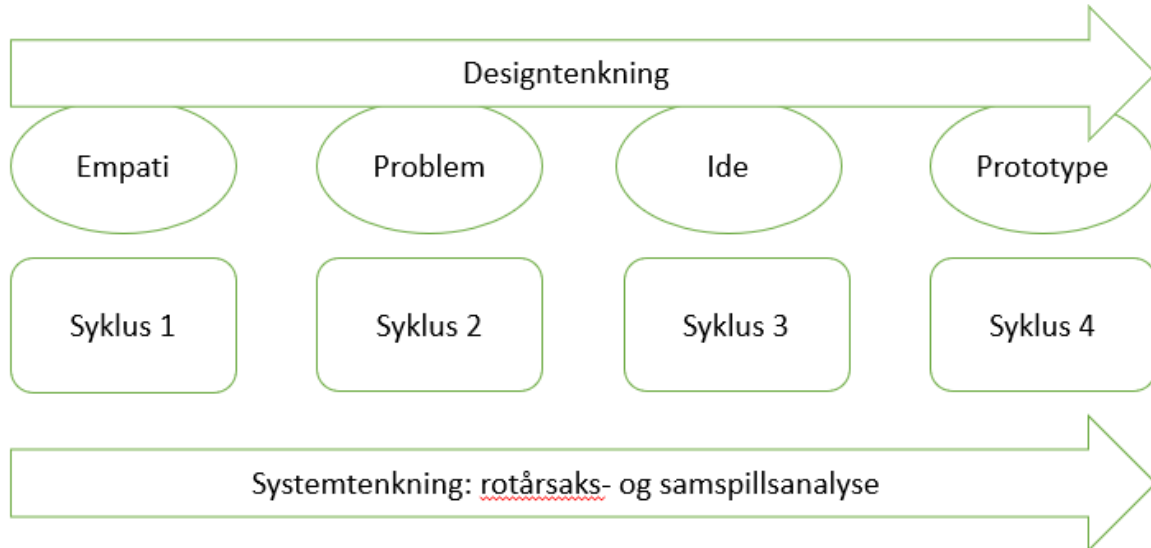 Designtenkning
Empati
Problem
Ide
Prototype
Syklus 1
Syklus 2
Syklus 3
Syklus 4
Systemtenkning: rotårsaks- og samspillsanalyse